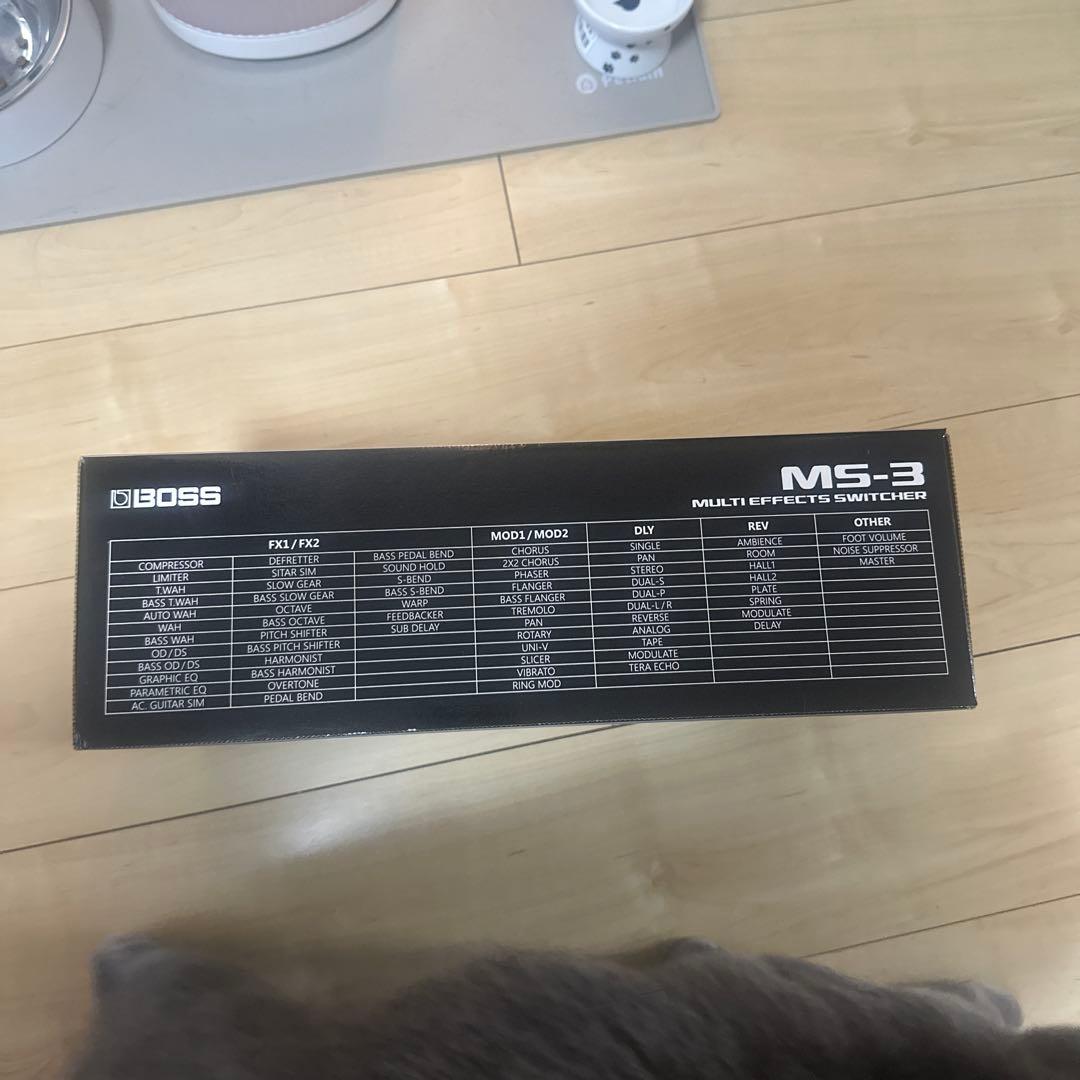 BOSS
MS-3
MULTI EFFECTS SWITCHER
FX1/FX2
COMPRESSOR
LIMITER
T.WAH
BASS T.WAH
AUTO WAH
WAH
BASS WAH
OD/DS
BASS OD/DS
GRAPHIC EQ
PARAMETRIC EQ
AC. GUITAR SIM
DEFRETTER
SITAR SIM
SLOW GEAR
BASS SLOW GEAR
OCTAVE
BASS OCTAVE
PITCH SHIFTER
BASS PITCH SHIFTER
HARMONIST
BASS HARMONIST
OVERTONE
PEDAL BEND
BASS PEDAL BEND
SOUND HOLD
S-BEND
BASS S-BEND
WARP
FEEDBACKER
SUB DELAY
MOD1/MOD2
CHORUS
2X2 CHORUS
PHASER
FLANGER
BASS FLANGER
TREMOLO
PAN
ROTARY
UNI-V
SLICER
VIBRATO
RING MOD
DLY
SINGLE
PAN
STEREO
DUAL-S
DUAL-P
DUAL-L/R
REVERSE
ANALOG
TAPE
MODULATE
TERA ECHO
REV
AMBIENCE
ROOM
HALL1
HALL2
PLATE
SPRING
MODULATE
DELAY
OTHER
FOOT VOLUME
NOISE SUPPRESSOR
MASTER